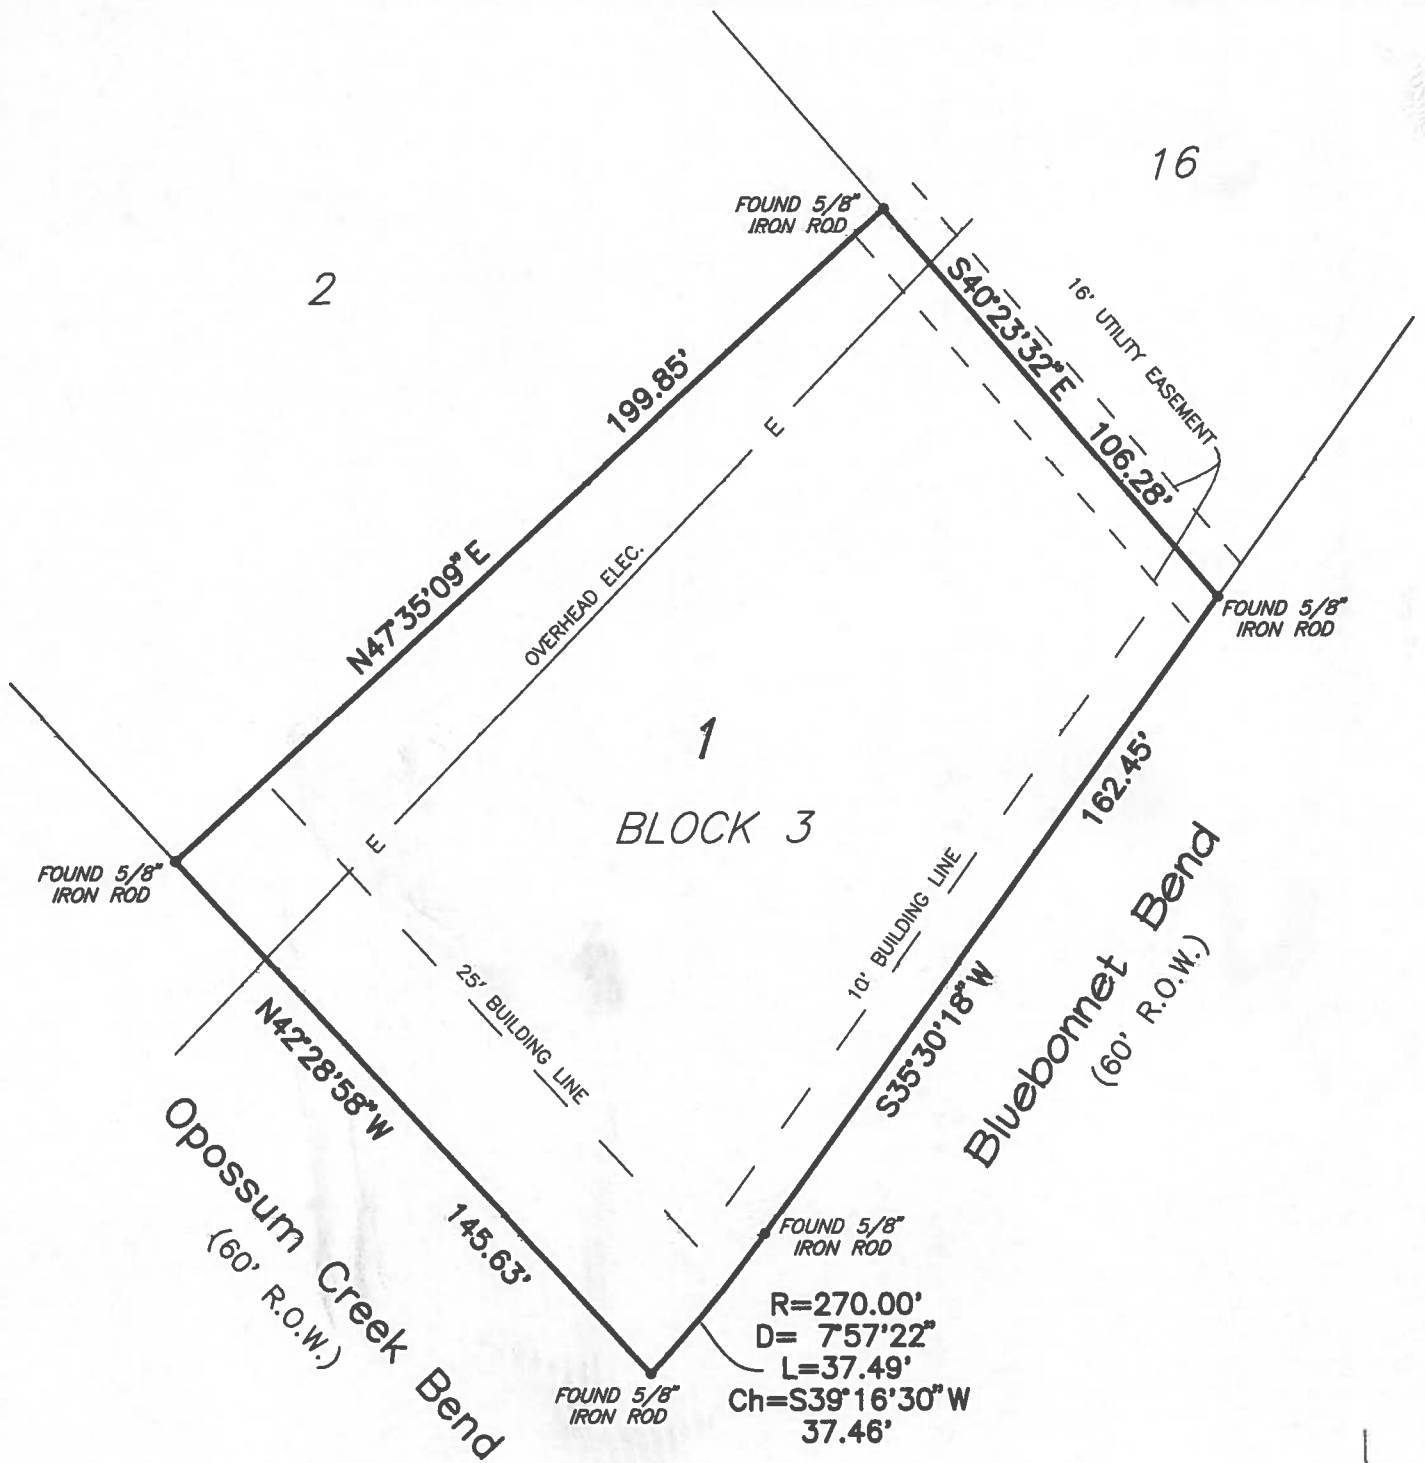 16
FOUND 5/8"
IRON ROD
2
S40°23'32"E
106.28'
16' UTILITY EASEMENT
199.85'
N47°35'09"E
E
OVERHEAD ELEC.
FOUND 5/8"
IRON ROD
1
BLOCK 3
162.45'
S35°30'18"W
E
FOUND 5/8"
IRON ROD
10' BUILDING LINE
Bluebonnet Bend
(60' R.O.W.)
25' BUILDING LINE
N42°28'58"W
145.63'
Opossum Creek Bend
(60' R.O.W.)
FOUND 5/8"
IRON ROD
R=270.00'
D= 7°57'22"
L=37.49'
Ch=S39°16'30"W
37.46'
FOUND 5/8"
IRON ROD